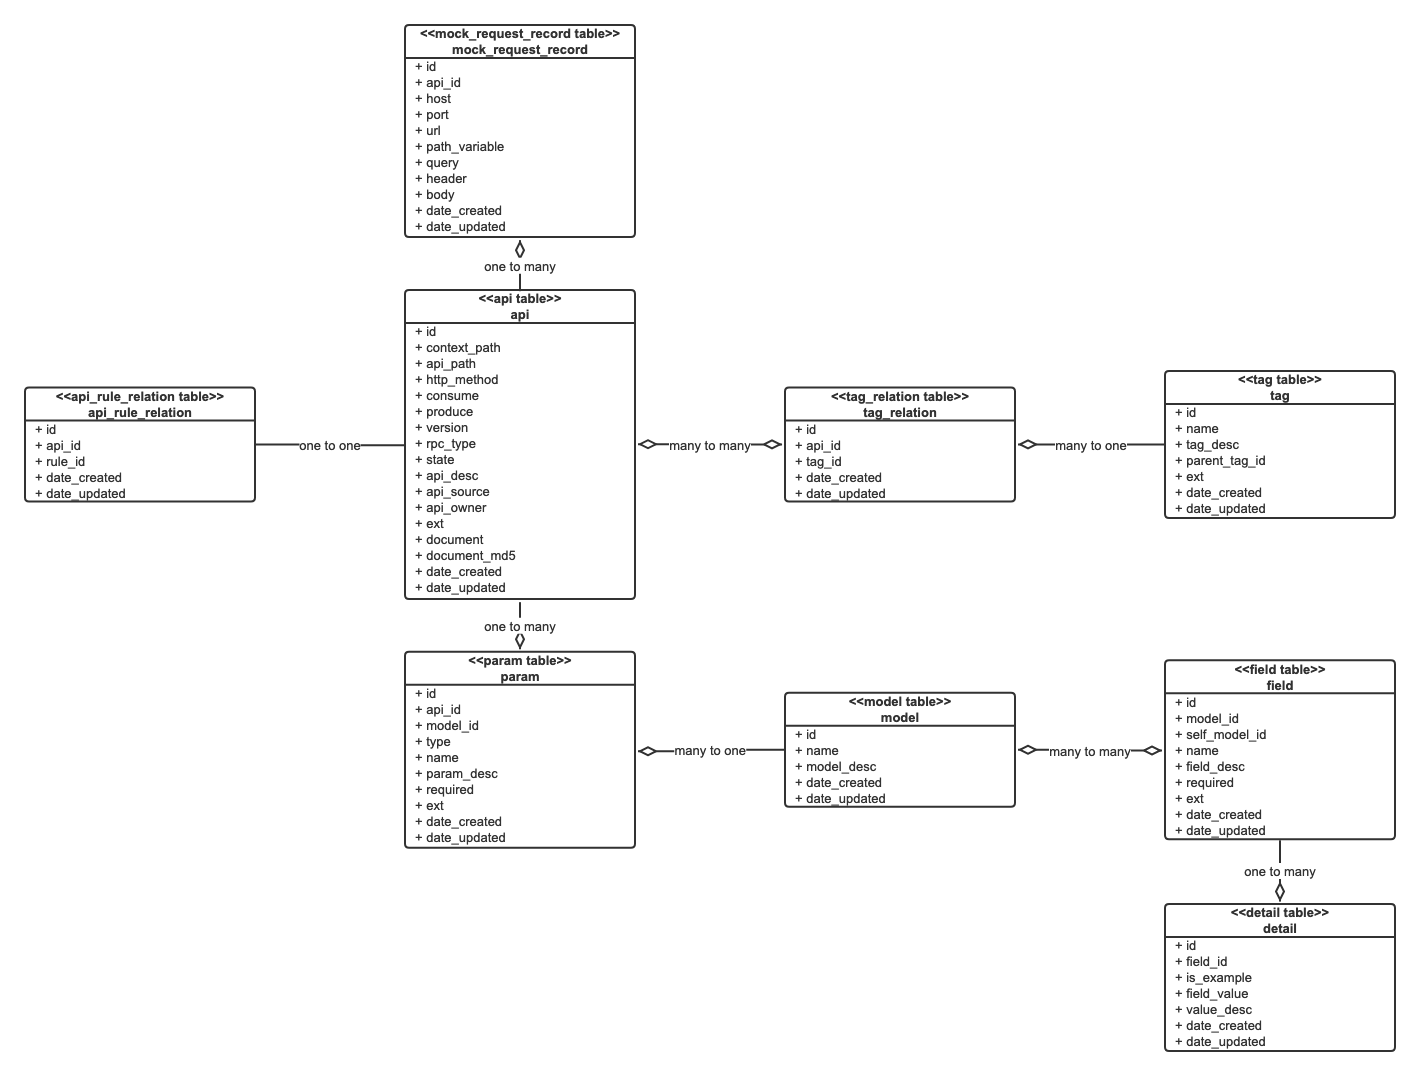 <<mock_request_record table>>
mock_request_record
+ id
+ api_id
+ host
+ port
+ url
+ path_variable
+ query
+ header
+ body
+ date_created
+ date_updated
one to many
<<api table>>
api
+ id
+ context_path
+ api_path
+ http_method
+ consume
+ produce
+ version
+ rpc_type
+ state
+ api_desc
+ api_source
+ api_owner
+ ext
+ document
+ document_md5
+ date_created
+ date_updated
<<api_rule_relation table>>
api_rule_relation
+ id
+ api_id
+ rule_id
+ date_created
+ date_updated
one to one
many to many
<<tag_relation table>>
tag_relation
+ id
+ api_id
+ tag_id
+ date_created
+ date_updated
many to one
<<tag table>>
tag
+ id
+ name
+ tag_desc
+ parent_tag_id
+ ext
+ date_created
+ date_updated
one to many
<<param table>>
param
+ id
+ api_id
+ model_id
+ type
+ name
+ param_desc
+ required
+ ext
+ date_created
+ date_updated
many to one
<<model table>>
model
+ id
+ name
+ model_desc
+ date_created
+ date_updated
many to many
<<field table>>
field
+ id
+ model_id
+ self_model_id
+ name
+ field_desc
+ required
+ ext
+ date_created
+ date_updated
one to many
<<detail table>>
detail
+ id
+ field_id
+ is_example
+ field_value
+ value_desc
+ date_created
+ date_updated